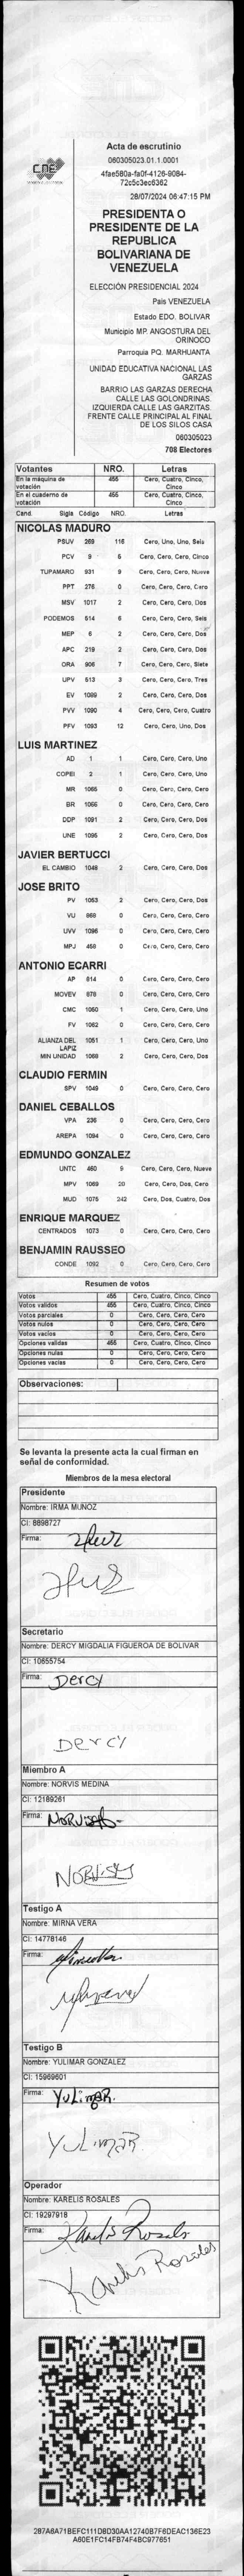 CNE
Acta de escrutinio
060305023.01.1.0001
4fae580a-fa0f-4126-9084-
72c5c3ec6362
28/07/2024 06:47:15 PM
PRESIDENTA O
PRESIDENTE DE LA
REPUBLICA
BOLIVARIANA DE
VENEZUELA
ELECCIÓN PRESIDENCIAL 2024
País VENEZUELA
Estado EDO. BOLIVAR
Municipio MP. ANGOSTURA DEL
ORINOCO
Parroquia PQ. MARHUANTA
UNIDAD EDUCATIVA NACIONAL LAS
GARZAS
BARRIO LAS GARZAS DERECHA
CALLE LAS GOLONDRINAS.
IZQUIERDA CALLE LAS GARZITAS.
FRENTE CALLE PRINCIPAL AL FINAL
DE LOS SILOS CASA
060305023
708 Electores
Votantes NRO. Letras
En la máquina de votación 455 Cero, Cuatro, Cinco, Cinco
En el cuaderno de votación 455 Cero, Cuatro, Cinco, Cinco
Cand. Sigla Código NRO. Letras
NICOLAS MADURO
PSUV 269 116 Cero, Uno, Uno, Seis
PCV 9 5 Cero, Cero, Cero, Cinco
TUPAMARO 931 9 Cero, Cero, Cero, Nueve
PPT 276 0 Cero, Cero, Cero, Cero
MSV 1017 2 Cero, Cero, Cero, Dos
PODEMOS 514 6 Cero, Cero, Cero, Seis
MEP 6 2 Cero, Cero, Cero, Dos
APC 219 2 Cero, Cero, Cero, Dos
ORA 906 7 Cero, Cero, Cero, Siete
UPV 513 3 Cero, Cero, Cero, Tres
EV 1089 2 Cero, Cero, Cero, Dos
PVV 1090 4 Cero, Cero, Cero, Cuatro
PFV 1093 12 Cero, Cero, Uno, Dos
LUIS MARTINEZ
AD 1 1 Cero, Cero, Cero, Uno
COPEI 2 1 Cero, Cero, Cero, Uno
MR 1065 0 Cero, Cero, Cero, Cero
BR 1066 0 Cero, Cero, Cero, Cero
DDP 1091 2 Cero, Cero, Cero, Dos
UNE 1095 2 Cero, Cero, Cero, Dos
JAVIER BERTUCCI
EL CAMBIO 1048 2 Cero, Cero, Cero, Dos
JOSE BRITO
PV 1053 2 Cero, Cero, Cero, Dos
VU 868 0 Cero, Cero, Cero, Cero
UVV 1096 0 Cero, Cero, Cero, Cero
MPJ 458 0 Cero, Cero, Cero, Cero
ANTONIO ECARRI
AP 814 0 Cero, Cero, Cero, Cero
MOVEV 878 0 Cero, Cero, Cero, Cero
CMC 1050 1 Cero, Cero, Cero, Uno
FV 1062 0 Cero, Cero, Cero, Cero
ALIANZA DEL LAPIZ 1051 1 Cero, Cero, Cero, Uno
MIN UNIDAD 1068 2 Cero, Cero, Cero, Dos
CLAUDIO FERMIN
SPV 1049 0 Cero, Cero, Cero, Cero
DANIEL CEBALLOS
VPA 236 0 Cero, Cero, Cero, Cero
AREPA 1094 0 Cero, Cero, Cero, Cero
EDMUNDO GONZALEZ
UNTC 460 9 Cero, Cero, Cero, Nueve
MPV 1069 20 Cero, Cero, Dos, Cero
MUD 1075 242 Cero, Dos, Cuatro, Dos
ENRIQUE MARQUEZ
CENTRADOS 1073 0 Cero, Cero, Cero, Cero
BENJAMIN RAUSSEO
CONDE 1092 0 Cero, Cero, Cero, Cero
Resumen de votos
Votos 455 Cero, Cuatro, Cinco, Cinco
Votos validos 455 Cero, Cuatro, Cinco, Cinco
Votos parciales 0 Cero, Cero, Cero, Cero
Votos nulos 0 Cero, Cero, Cero, Cero
Votos vacios 0 Cero, Cero, Cero, Cero
Opciones validas 455 Cero, Cuatro, Cinco, Cinco
Opciones nulas 0 Cero, Cero, Cero, Cero
Opciones vacias 0 Cero, Cero, Cero, Cero
Observaciones:
Se levanta la presente acta la cual firman en
señal de conformidad.
Miembros de la mesa electoral
Presidente
Nombre: IRMA MUÑOZ
CI: 8898727
Firma:
Secretario
Nombre: DERCY MIGDALIA FIGUEROA DE BOLIVAR
CI: 10655754
Firma: Dercy
Dercy
Miembro A
Nombre: NORVIS MEDINA
CI: 12189261
Firma: Norvis
Norvis
Testigo A
Nombre: MIRNA VERA
CI: 14778146
Firma:
Testigo B
Nombre: YULIMAR GONZALEZ
CI: 15969601
Firma: Yulimar.
Yulimar
Operador
Nombre: KARELIS ROSALES
CI: 19297918
Firma: Karelis Rosales
Karelis Rosales
287A6A71BEFC111D8D30AA12740B7F6DEAC136E23
A60E1FC14FB74F4BC977651